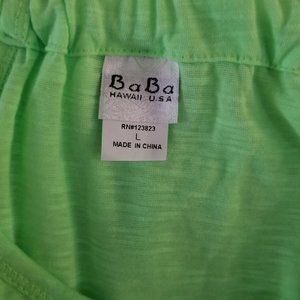 BaBa
HAWAII U.S.A
RN#123823
L
MADE IN CHINA